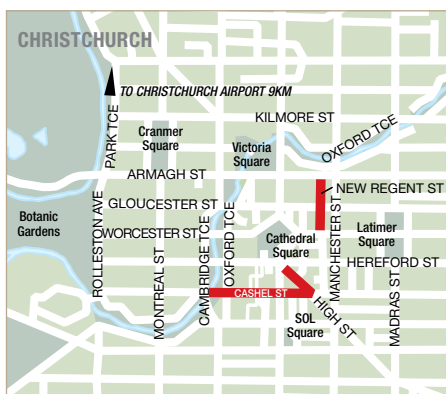 CHRISTCHURCH
TO CHRISTCHURCH AIRPORT 9KM
PARK TCE
KILMORE ST
OXFORD TCE
Cranmer
Square
Victoria
Square
ARMAGH ST
NEW REGENT ST
GLOUCESTER ST
Botanic
Gardens
ROLLESTON AVE
WORCESTER ST
MONTREAL ST
CAMBRIDGE TCE
OXFORD TCE
Cathedral
Square
MANCHESTER ST
Latimer
Square
HEREFORD ST
MADRAS ST
CASHEL ST
HIGH ST
SOL
Square